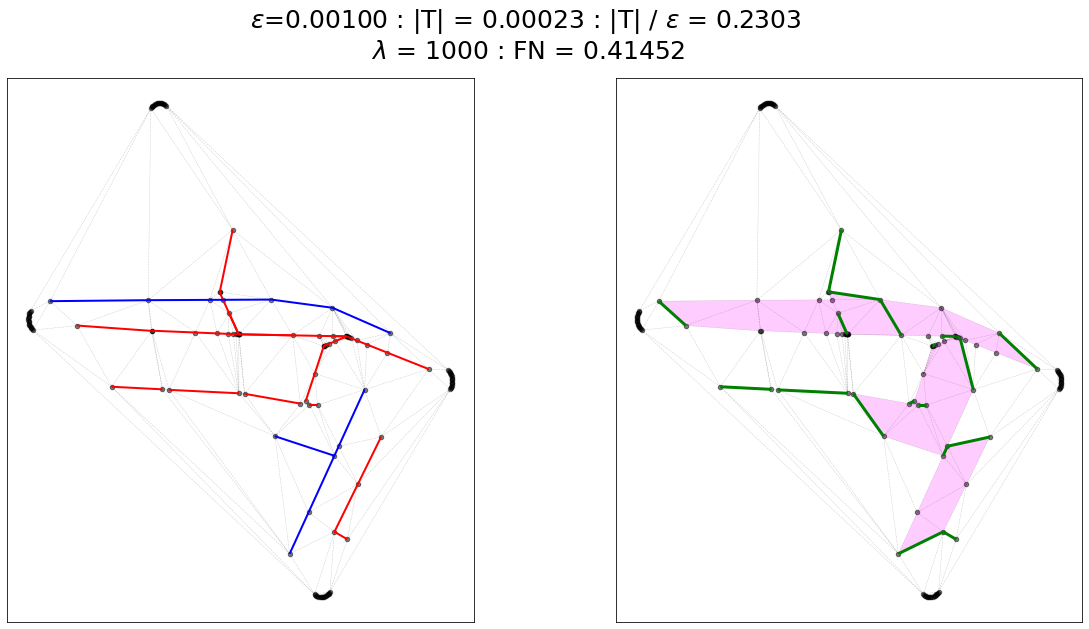 ε=0.00100 : |T| = 0.00023 : |T| / ε = 0.2303
λ = 1000 : FN = 0.41452